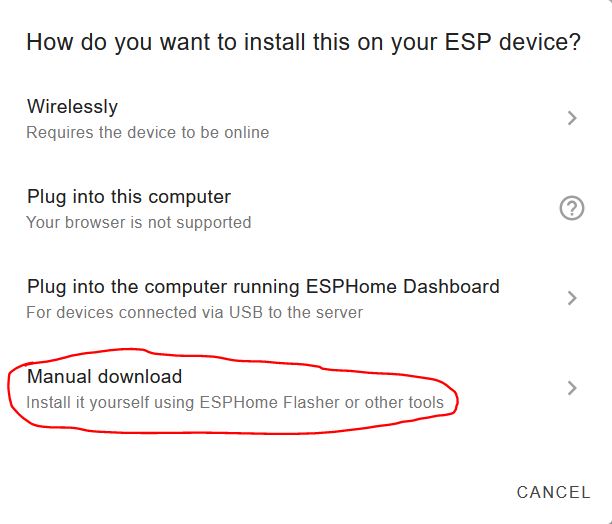 How do you want to install this on your ESP device?
Wirelessly
Requires the device to be online
Plug into this computer
Your browser is not supported
Plug into the computer running ESPHome Dashboard
For devices connected via USB to the server
Manual download
Install it yourself using ESPHome Flasher or other tools
CANCEL